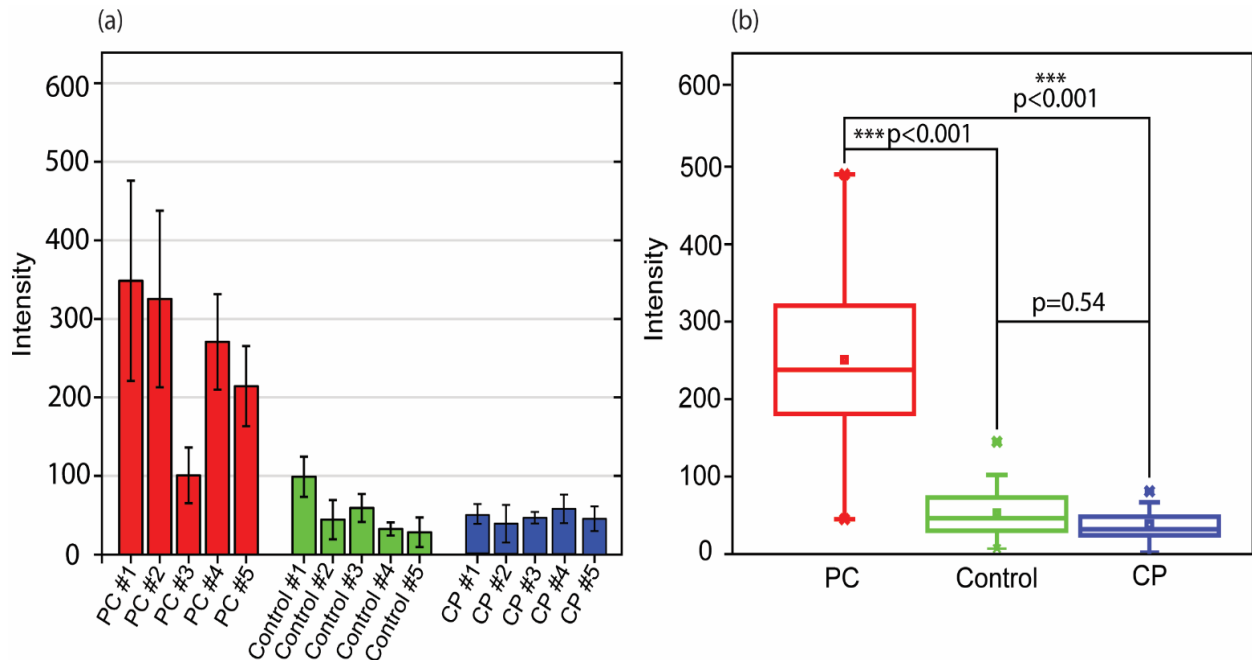 (a)
600
500
400
300
200
100
0
Intensity
PC #1
PC #2
PC #3
PC #4
PC #5
Control #1
Control #2
Control #3
Control #4
Control #5
CP #1
CP #2
CP #3
CP #4
CP #5
(b)
600
500
400
300
200
100
0
Intensity
***
p<0.001
***p<0.001
p=0.54
PC
Control
CP